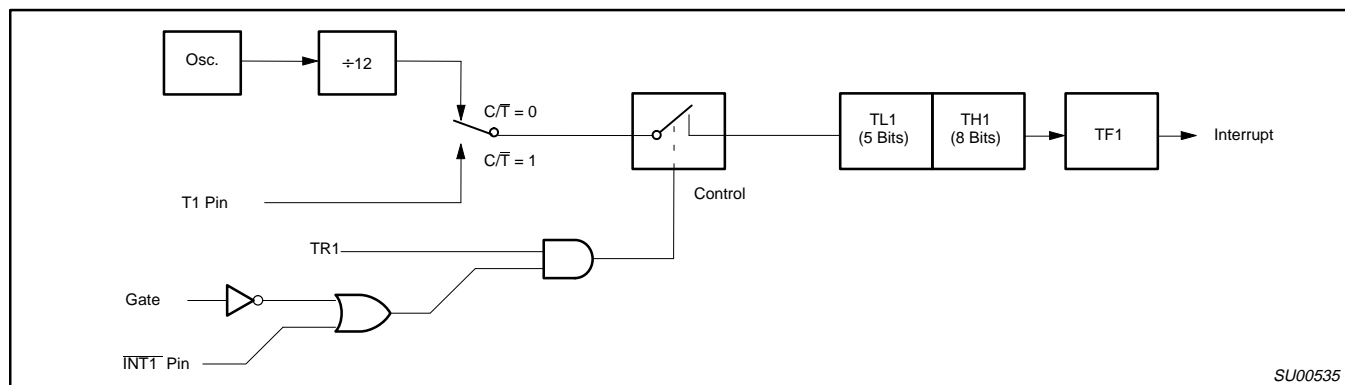 Osc.
÷12
C/T̅ = 0
C/T̅ = 1
TL1
(5 Bits)
TH1
(8 Bits)
TF1
Interrupt
T1 Pin
Control
TR1
Gate
I̅N̅T̅1̅ Pin
SU00535